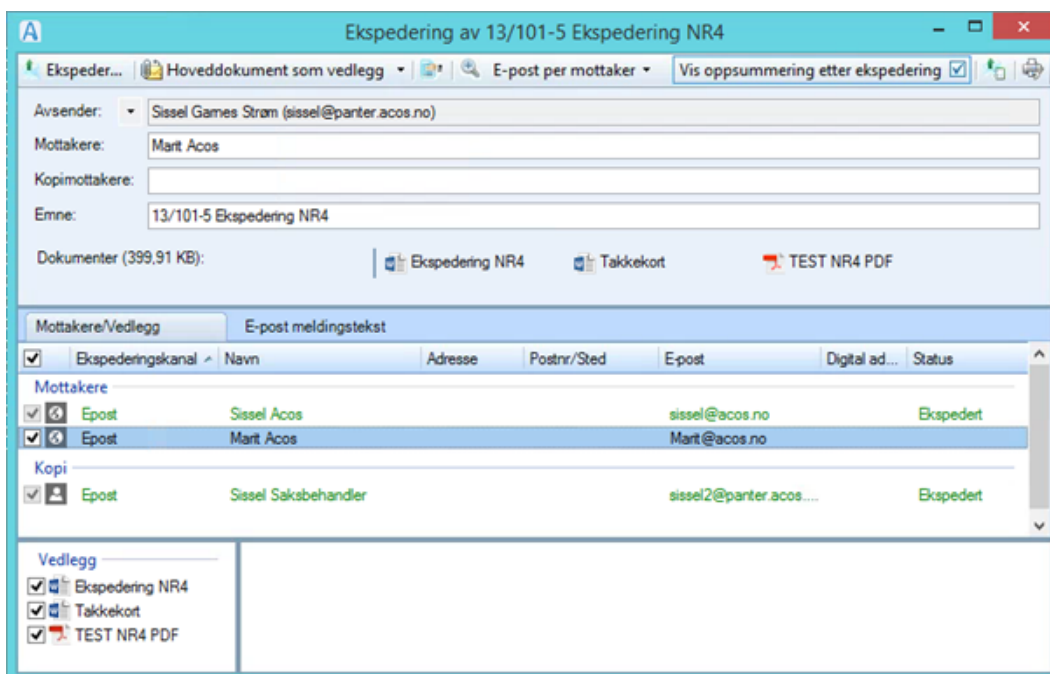 Ekspedering av 13/101-5 Ekspedering NR4
Ekspeder... Hoveddokument som vedlegg E-post per mottaker Vis oppsummering etter ekspedering
Avsender: Sissel Games Strøm (sissel@panter.acos.no)
Mottakere: Marit Acos
Kopimottakere:
Emne: 13/101-5 Ekspedering NR4
Dokumenter (399,91 KB): Ekspedering NR4 Takkekort TEST NR4 PDF
Mottakere/Vedlegg E-post meldingstekst
Ekspederingskanal Navn Adresse Postnr/Sted E-post Digital ad... Status
Mottakere
Epost Sissel Acos sissel@acos.no Ekspedert
Epost Marit Acos Marit@acos.no
Kopi
Epost Sissel Saksbehandler sissel2@panter.acos.... Ekspedert
Vedlegg
Ekspedering NR4
Takkekort
TEST NR4 PDF